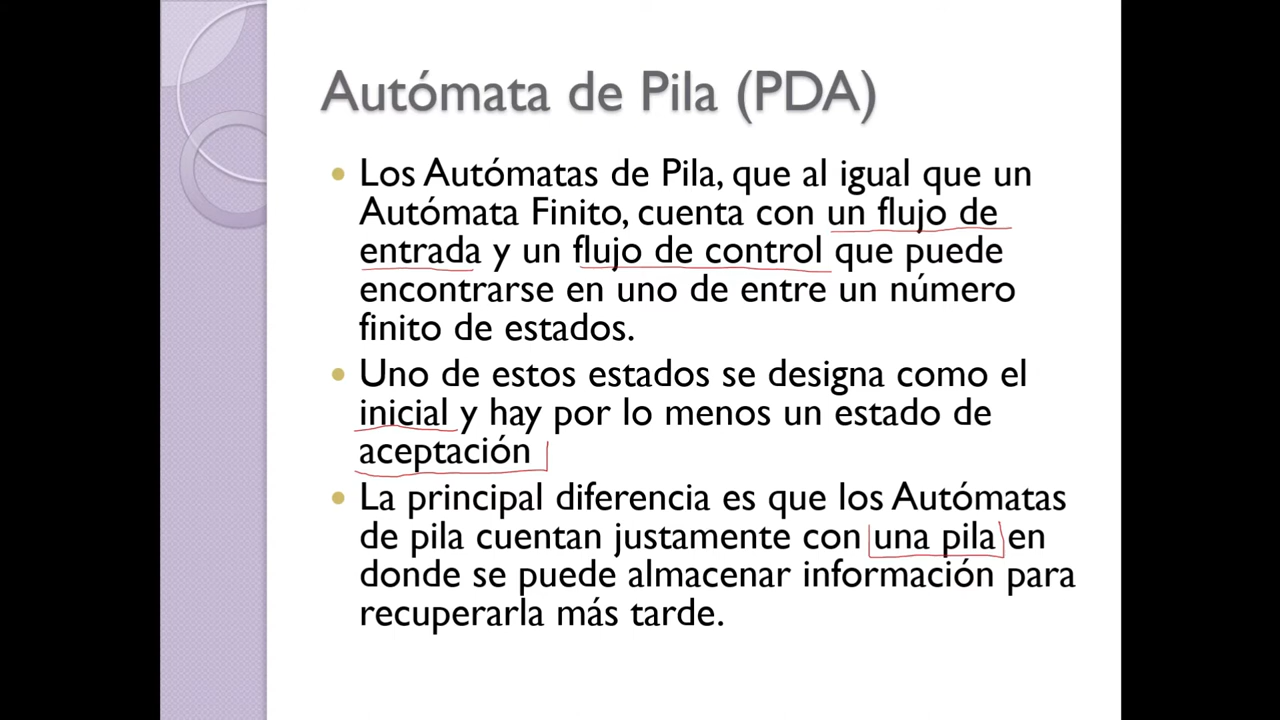 Autómata de Pila (PDA)
• Los Autómatas de Pila, que al igual que un
Autómata Finito, cuenta con un flujo de
entrada y un flujo de control que puede
encontrarse en uno de entre un número
finito de estados.
• Uno de estos estados se designa como el
inicial y hay por lo menos un estado de
aceptación
• La principal diferencia es que los Autómatas
de pila cuentan justamente con una pila en
donde se puede almacenar información para
recuperarla más tarde.